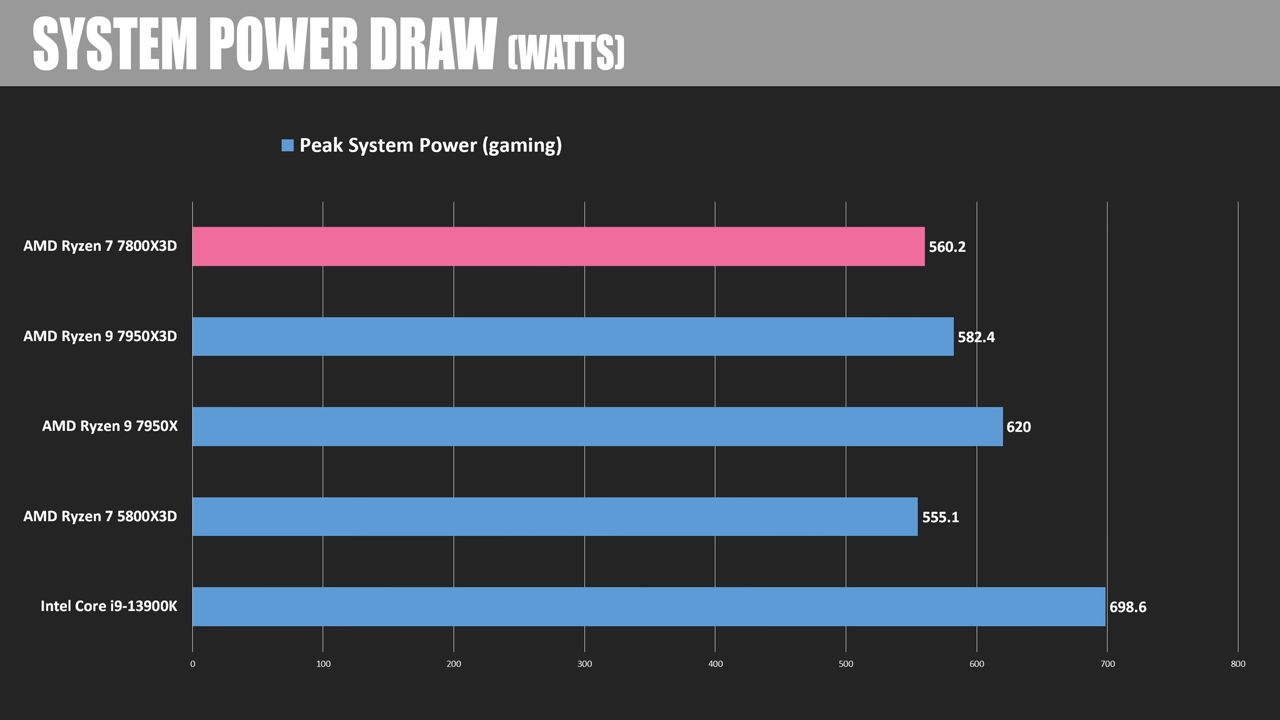 SYSTEM POWER DRAW (WATTS)
Peak System Power (gaming)
AMD Ryzen 7 7800X3D 560.2
AMD Ryzen 9 7950X3D 582.4
AMD Ryzen 9 7950X 620
AMD Ryzen 7 5800X3D 555.1
Intel Core i9-13900K 698.6
0 100 200 300 400 500 600 700 800